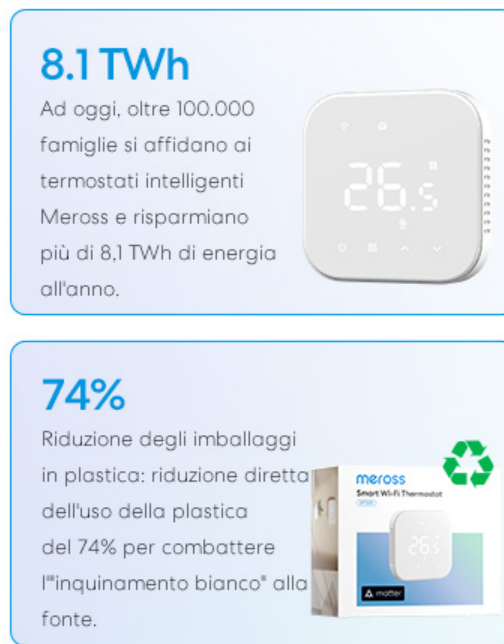 8.1 TWh
Ad oggi, oltre 100.000
famiglie si affidano ai
termostati intelligenti
Meross e risparmiano
più di 8,1 TWh di energia
all'anno.
26.5
74%
Riduzione degli imballaggi
in plastica: riduzione diretta
dell'uso della plastica
del 74% per combattere
l'"inquinamento bianco" alla
fonte.
meross
Smart Wi-Fi Thermostat
26.5
matter